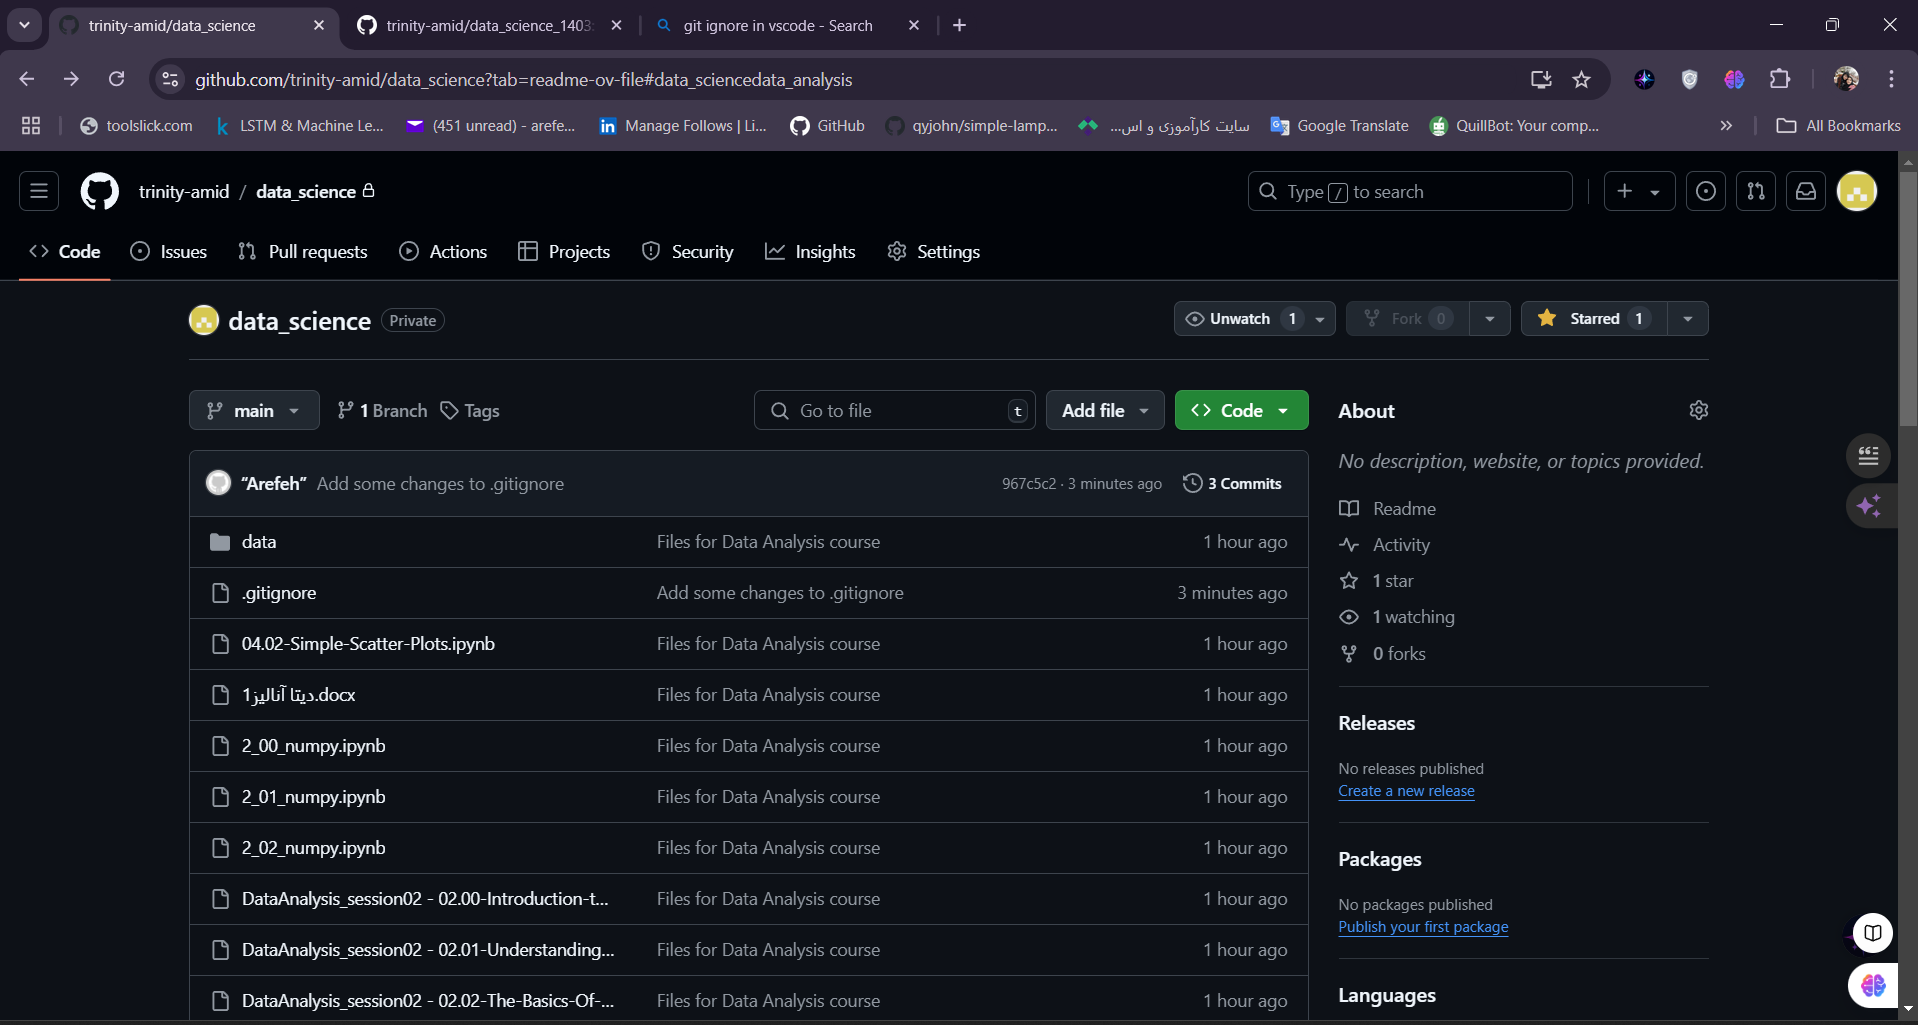 trinity-amid/data_science
trinity-amid/data_science_1403
git ignore in vscode - Search
github.com/trinity-amid/data_science?tab=readme-ov-file#data_sciencedata_analysis
toolslick.com
LSTM & Machine Le...
(451 unread) - arefe...
Manage Follows | Li...
GitHub
qyjohn/simple-lamp...
سایت کارآموزی و اس...
Google Translate
QuillBot: Your comp...
All Bookmarks
trinity-amid / data_science
Type / to search
Code
Issues
Pull requests
Actions
Projects
Security
Insights
Settings
data_science Private
Unwatch 1
Fork 0
Starred 1
main
1 Branch
Tags
Go to file t
Add file
Code
"Arefeh" Add some changes to .gitignore 967c5c2 · 3 minutes ago 3 Commits
data Files for Data Analysis course 1 hour ago
.gitignore Add some changes to .gitignore 3 minutes ago
04.02-Simple-Scatter-Plots.ipynb Files for Data Analysis course 1 hour ago
دیتا آنالیز1.docx Files for Data Analysis course 1 hour ago
2_00_numpy.ipynb Files for Data Analysis course 1 hour ago
2_01_numpy.ipynb Files for Data Analysis course 1 hour ago
2_02_numpy.ipynb Files for Data Analysis course 1 hour ago
DataAnalysis_session02 - 02.00-Introduction-t... Files for Data Analysis course 1 hour ago
DataAnalysis_session02 - 02.01-Understanding... Files for Data Analysis course 1 hour ago
DataAnalysis_session02 - 02.02-The-Basics-Of-... Files for Data Analysis course 1 hour ago
About
No description, website, or topics provided.
Readme
Activity
1 star
1 watching
0 forks
Releases
No releases published
Create a new release
Packages
No packages published
Publish your first package
Languages